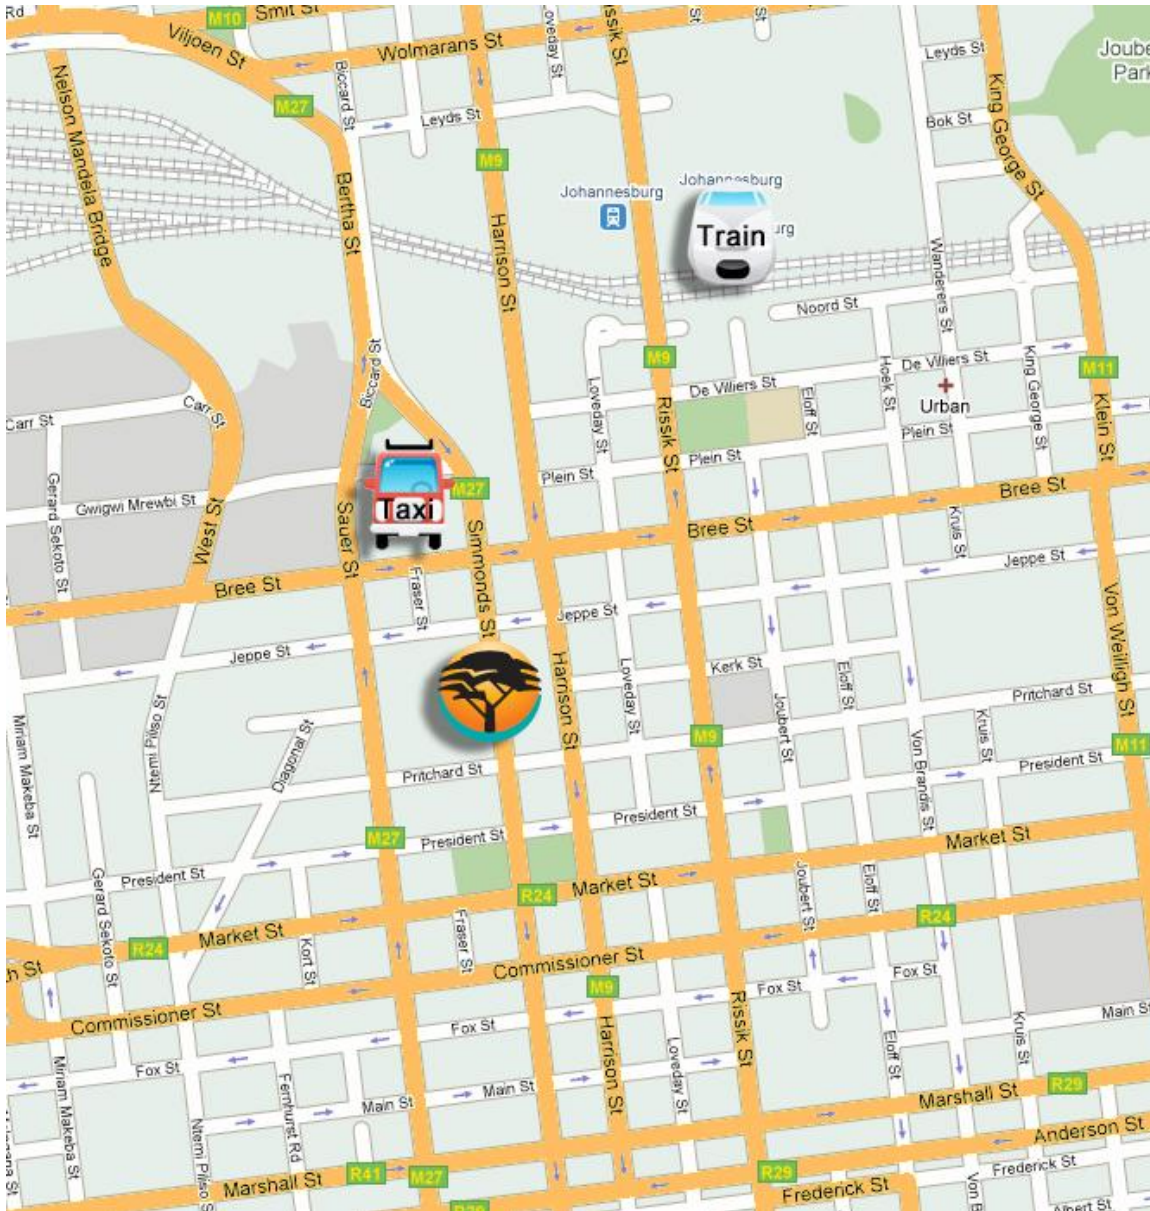 Rd
M10
Smit St
Viljoen St
Wolmarans St
Rissik St
Loveday St
St
St
Leyds St
Joube
Park
Nelson Mandela Bridge
M27
Biccard St
Leyds St
King George St
Bok St
M9
Bertha St
Harrison St
Johannesburg
Johannesburg
Train
urg
Wanderers St
Noord St
Biccard St
M9
De Villiers St
De Villiers St
Hoek St
King George St
M11
Urban
Carr St
Carr St
Loveday St
Rissik St
Eloff St
Klein St
Plein St
Plein St
Plein St
Gerard Sekoto St
Gwigwi Mrewbi St
West St
Sauer St
Taxi
M27
Simmonds St
Bree St
Bree St
Bree St
Kruis St
Jeppe St
Fraser St
Jeppe St
Jeppe St
Von Weilligh St
Kerk St
Loveday St
Harrison St
Eloff St
Joubert St
Pritchard St
Miriam Makeba St
Ntemi Piliso St
Diagonal St
Pritchard St
M9
Von Brandis St
Kruis St
M11
President St
President St
President St
President St
M27
Market St
Market St
Market St
R24
R24
R24
Gerard Sekoto St
Kort St
Fraser St
Joubert St
Eloff St
th St
Commissioner St
Commissioner St
M9
Fox St
Fox St
Fox St
Fox St
Main St
Main St
Main St
Miriam Makeba St
Ntemi Piliso St
Fernhurst Rd
Harrison St
Loveday St
Rissik St
Eloff St
Kruis St
Marshall St
R29
Anderson St
Marshall St
R41
M27
R29
Frederick St
Frederick St
Von B
Albert St